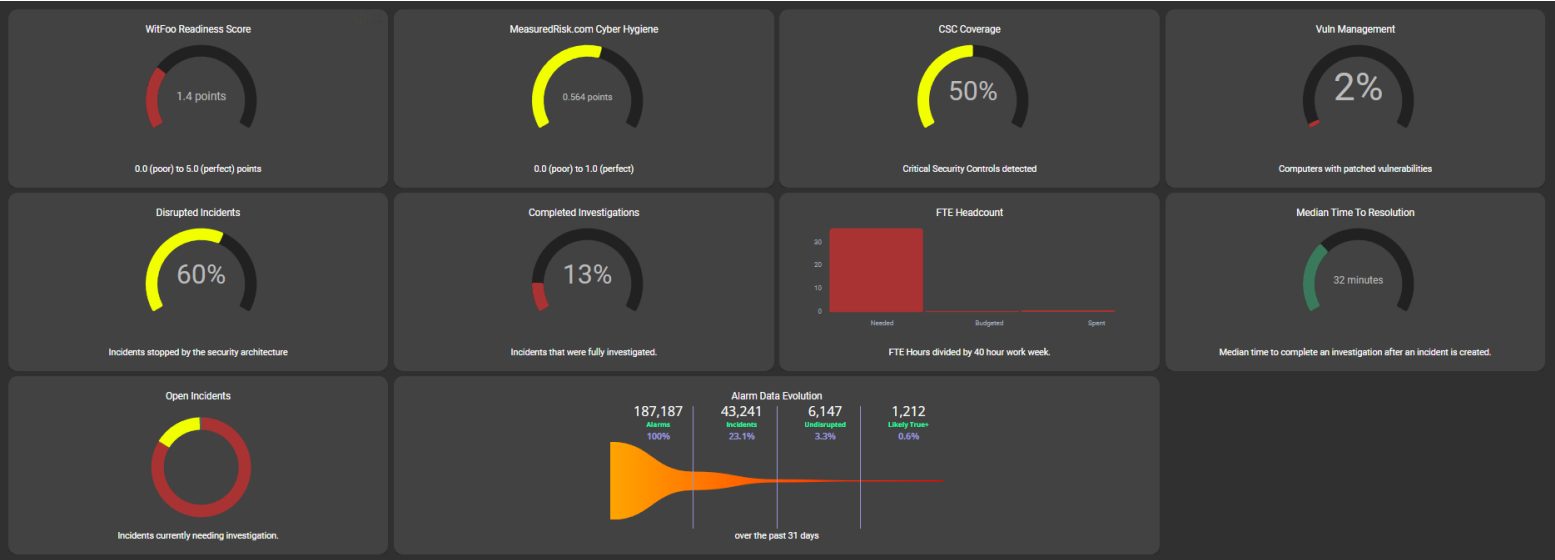 WitFoo Readiness Score
1.4 points
0.0 (poor) to 5.0 (perfect) points
MeasuredRisk.com Cyber Hygiene
0.564 points
0.0 (poor) to 1.0 (perfect)
CSC Coverage
50%
Critical Security Controls detected
Vuln Management
2%
Computers with patched vulnerabilities
Disrupted Incidents
60%
Incidents stopped by the security architecture
Completed Investigations
13%
Incidents that were fully investigated.
FTE Headcount
30
20
10
0
Needed Budgeted Spent
FTE Hours divided by 40 hour work week.
Median Time To Resolution
32 minutes
Median time to complete an investigation after an incident is created.
Open Incidents
Incidents currently needing investigation.
Alarm Data Evolution
187,187 43,241 6,147 1,212
Alarms Incidents Undisrupted Likely True+
100% 23.1% 3.3% 0.6%
over the past 31 days